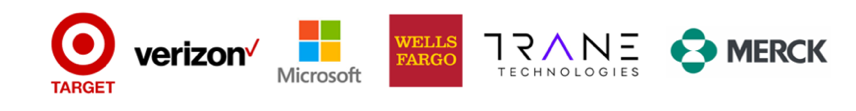 TARGET
verizon✓
Microsoft
WELLS
FARGO
TRANE
TECHNOLOGIES
MERCK